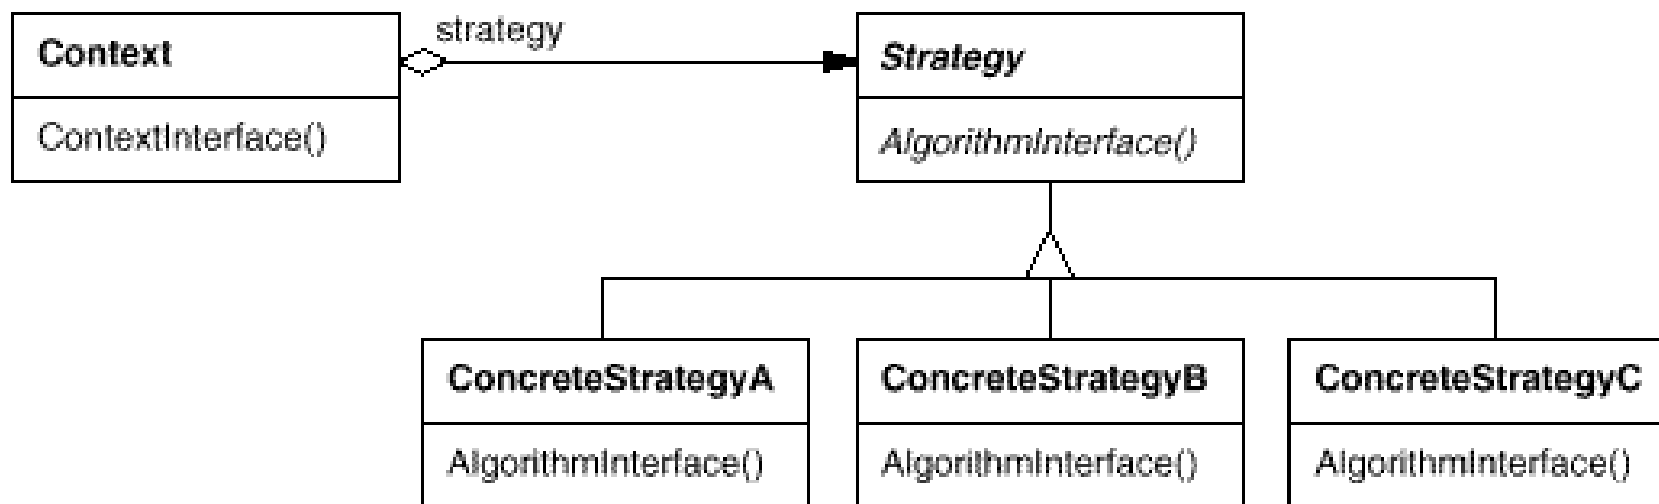 Context
strategy
Strategy
ContextInterface()
AlgorithmInterface()
ConcreteStrategyA
ConcreteStrategyB
ConcreteStrategyC
AlgorithmInterface()
AlgorithmInterface()
AlgorithmInterface()